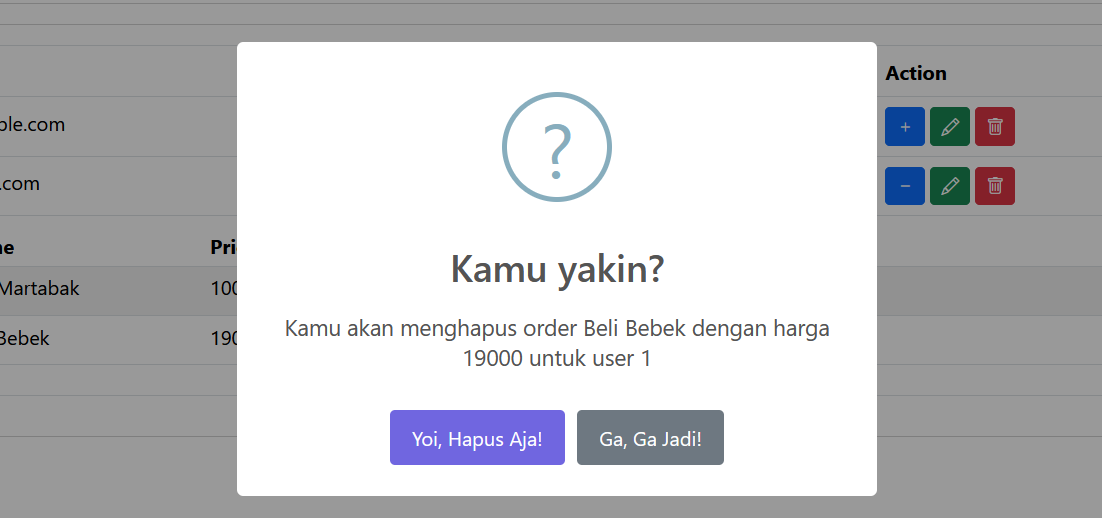 Action
ple.com
.com
ne Pri
Martabak 100
Bebek 190
?
Kamu yakin?
Kamu akan menghapus order Beli Bebek dengan harga
19000 untuk user 1
Yoi, Hapus Aja! Ga, Ga Jadi!